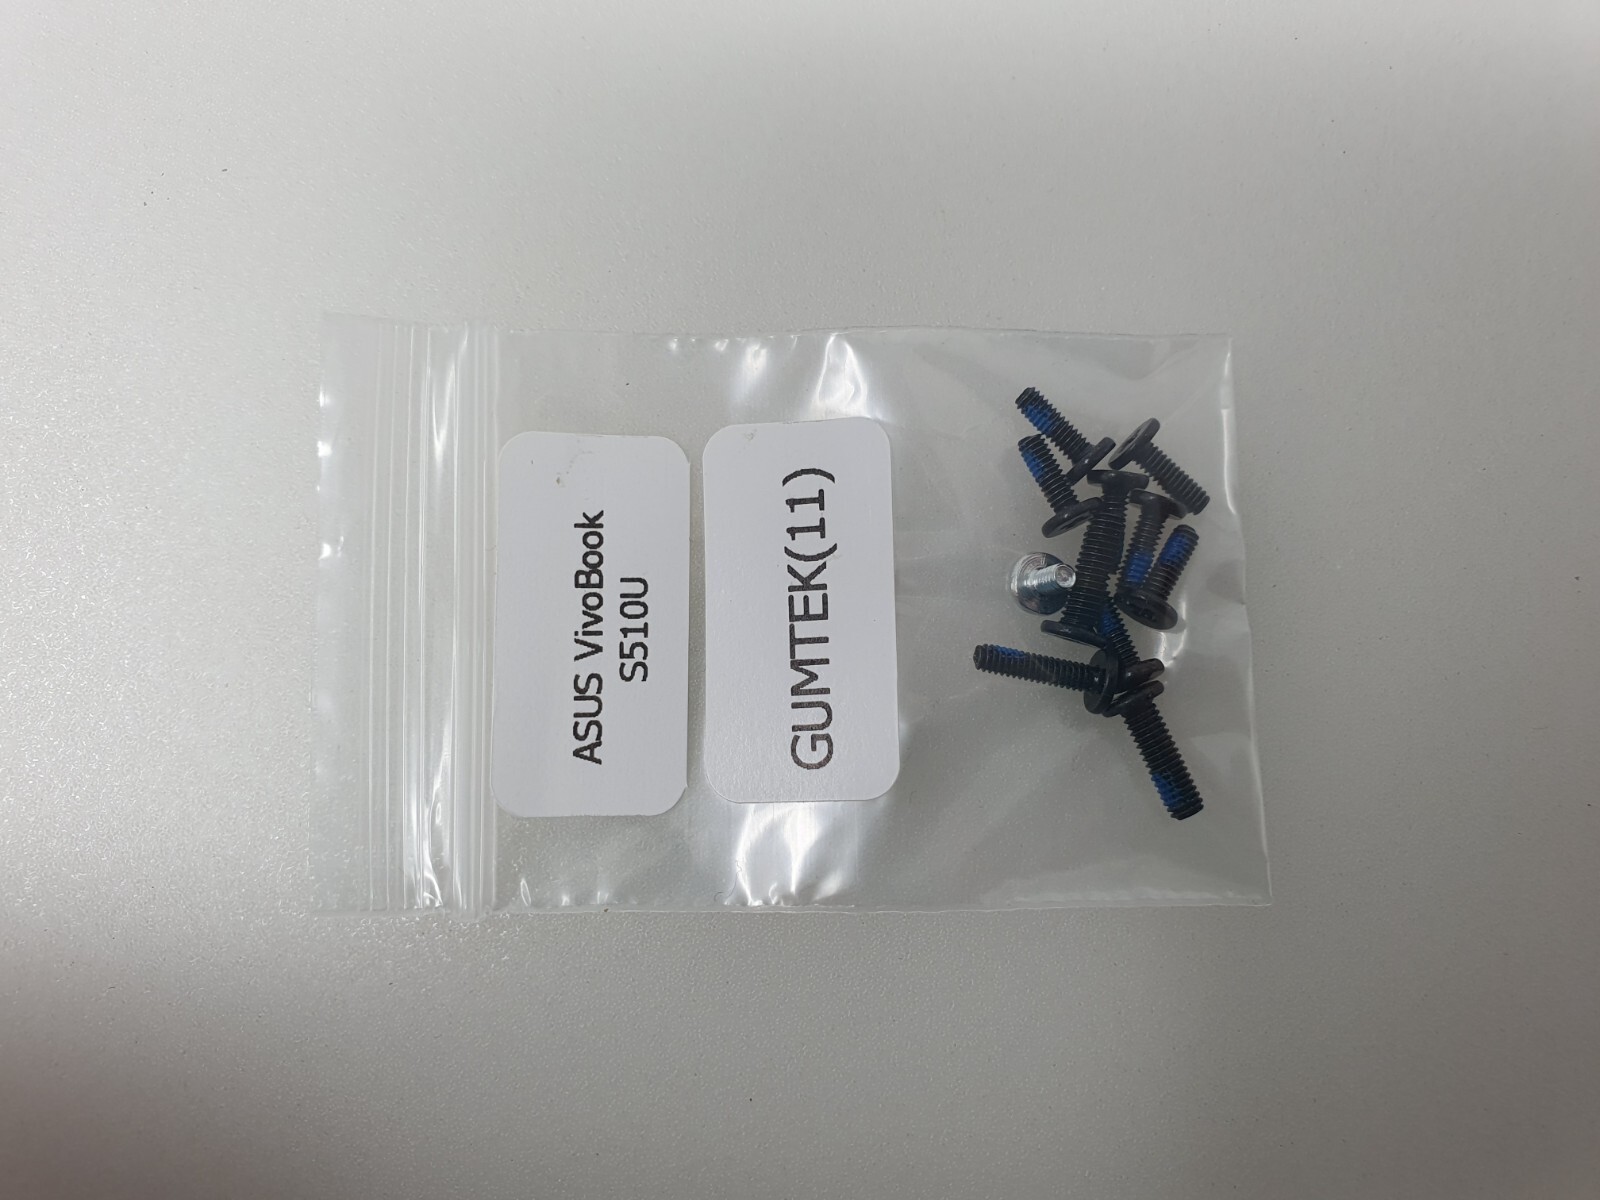 ASUS VivoBook
S510U
GUMTEK(11)